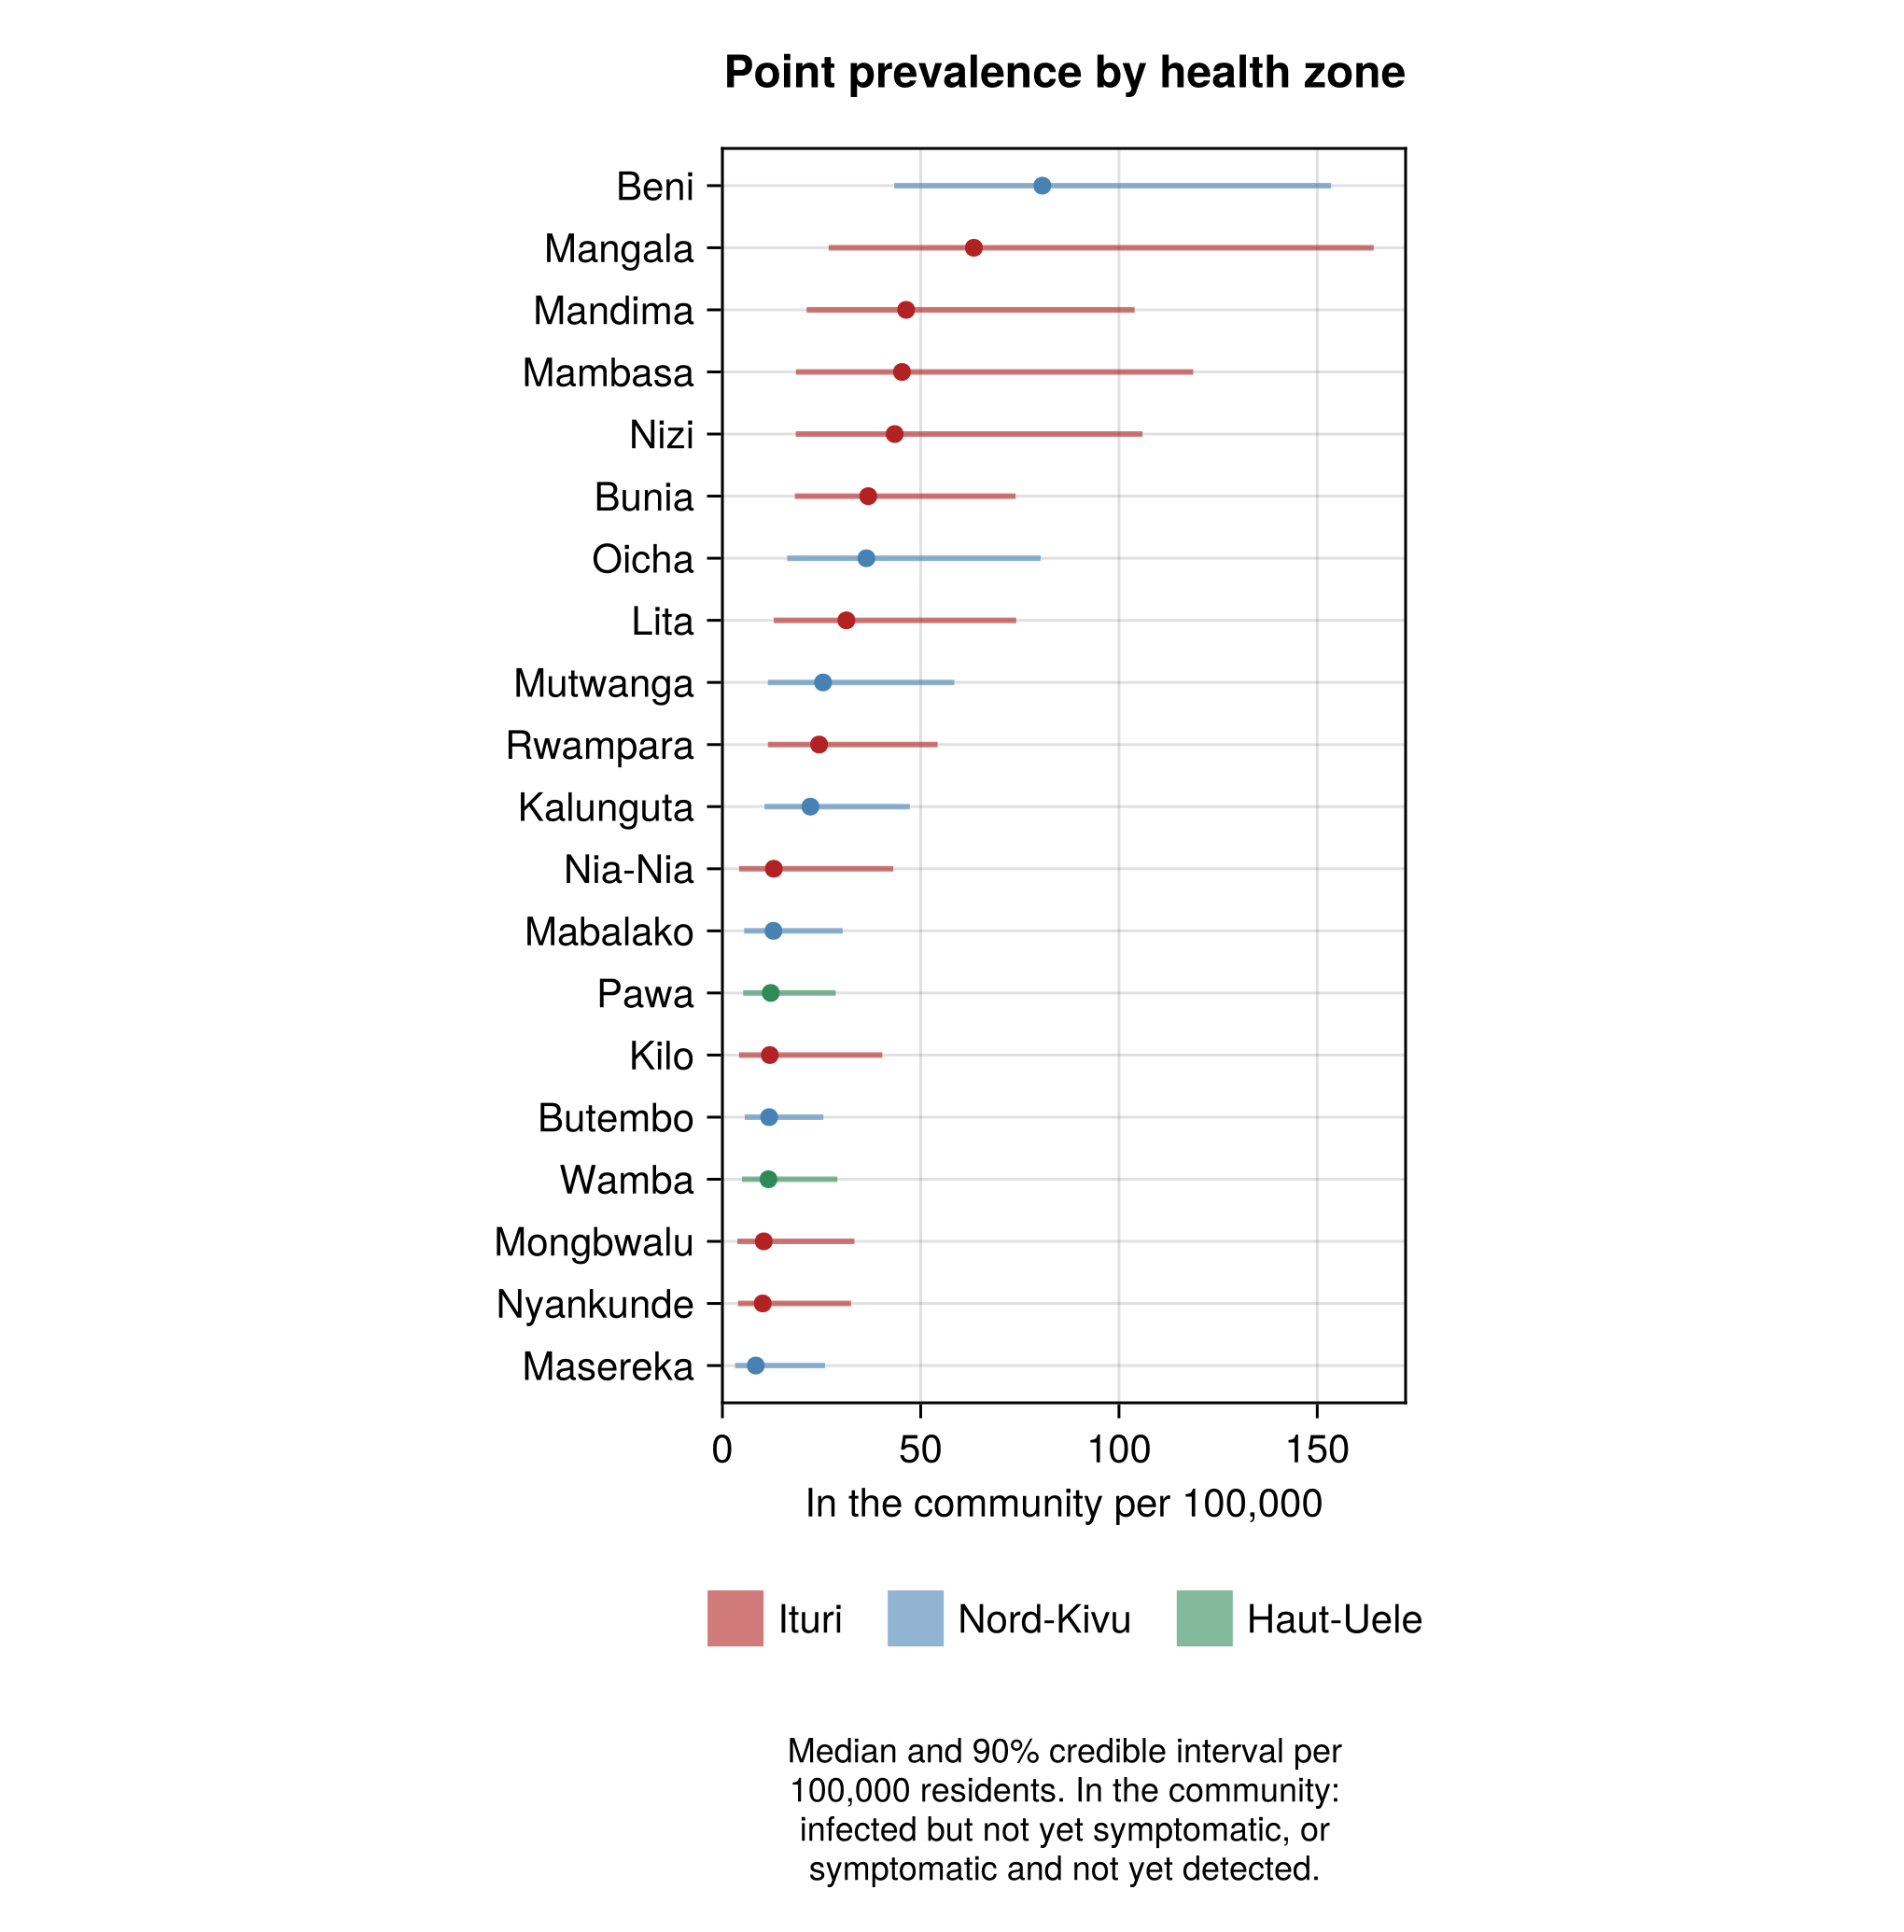 Point prevalence by health zone
Beni
Mangala
Mandima
Mambasa
Nizi
Bunia
Oicha
Lita
Mutwanga
Rwampara
Kalunguta
Nia-Nia
Mabalako
Pawa
Kilo
Butembo
Wamba
Mongbwalu
Nyankunde
Masereka
0 50 100 150
In the community per 100,000
Ituri Nord-Kivu Haut-Uele
Median and 90% credible interval per
100,000 residents. In the community:
infected but not yet symptomatic, or
symptomatic and not yet detected.